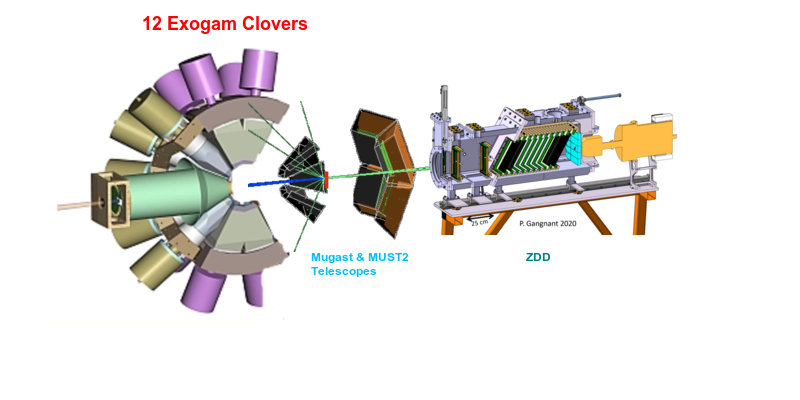 12 Exogam Clovers
Mugast & MUST2
Telescopes
25 cm
P. Gangnant 2020
ZDD